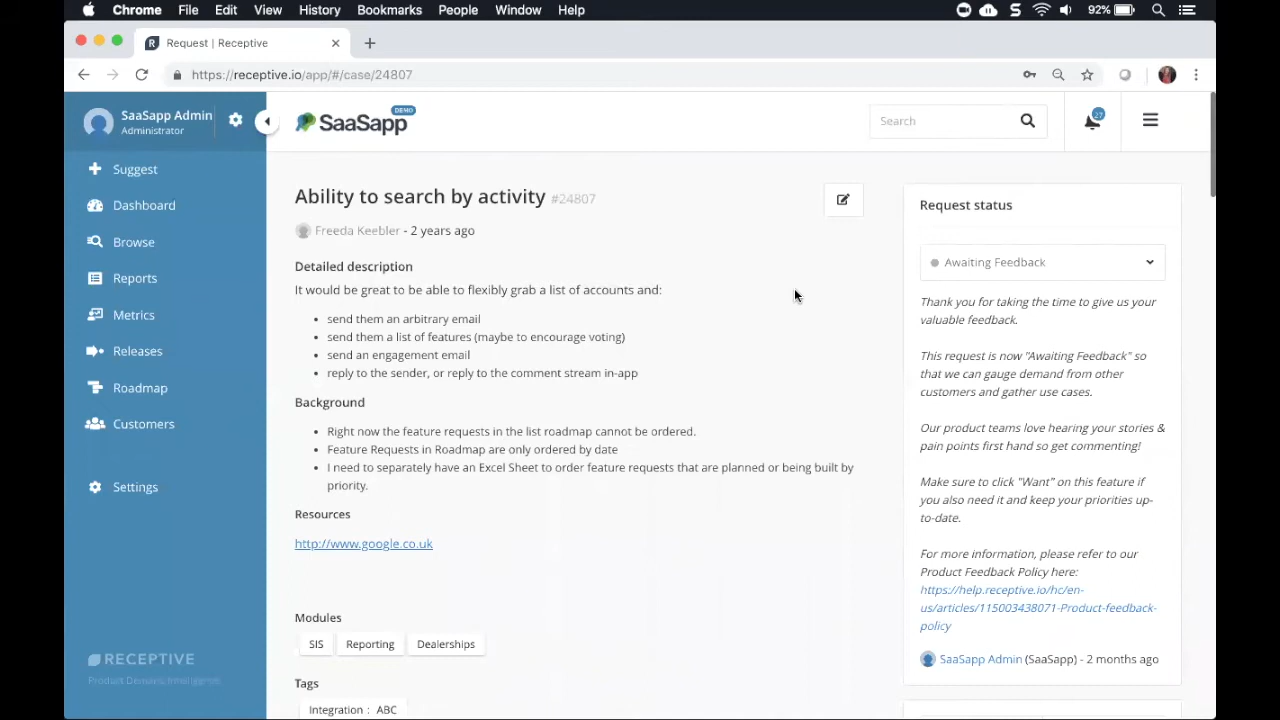 Chrome File Edit View History Bookmarks People Window Help 92%
Request | Receptive
https://receptive.io/app/#/case/24807
SaaSapp Admin
Administrator
Suggest
Dashboard
Browse
Reports
Metrics
Releases
Roadmap
Customers
Settings
RECEPTIVE
Product Demand Intelligence
SaaSapp DEMO
Search
27
Ability to search by activity #24807
Freeda Keebler - 2 years ago
Detailed description
It would be great to be able to flexibly grab a list of accounts and:
• send them an arbitrary email
• send them a list of features (maybe to encourage voting)
• send an engagement email
• reply to the sender, or reply to the comment stream in-app
Background
• Right now the feature requests in the list roadmap cannot be ordered.
• Feature Requests in Roadmap are only ordered by date
• I need to separately have an Excel Sheet to order feature requests that are planned or being built by
priority.
Resources
http://www.google.co.uk
Modules
SIS Reporting Dealerships
Tags
Integration : ABC
Request status
Awaiting Feedback
Thank you for taking the time to give us your
valuable feedback.
This request is now "Awaiting Feedback" so
that we can gauge demand from other
customers and gather use cases.
Our product teams love hearing your stories &
pain points first hand so get commenting!
Make sure to click "Want" on this feature if
you also need it and keep your priorities up-
to-date.
For more information, please refer to our
Product Feedback Policy here:
https://help.receptive.io/hc/en-
us/articles/115003438071-Product-feedback-
policy
SaaSapp Admin (SaaSapp) - 2 months ago